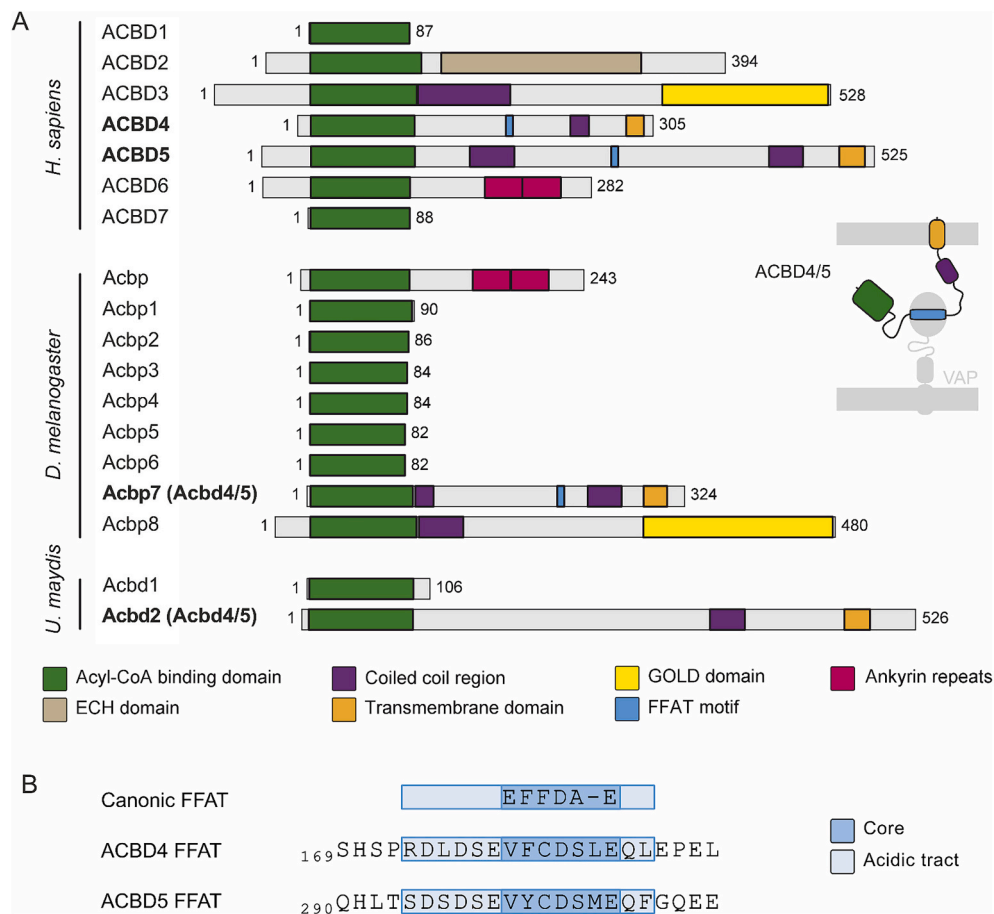 A
H. sapiens
ACBD1 1 87
ACBD2 1 394
ACBD3 1 528
ACBD4 1 305
ACBD5 1 525
ACBD6 1 282
ACBD7 1 88
ACBD4/5
VAP
D. melanogaster
Acbp 1 243
Acbp1 1 90
Acbp2 1 86
Acbp3 1 84
Acbp4 1 84
Acbp5 1 82
Acbp6 1 82
Acbp7 (Acbd4/5) 1 324
Acbp8 1 480
U. maydis
Acbd1 1 106
Acbd2 (Acbd4/5) 1 526
Acyl-CoA binding domain Coiled coil region GOLD domain Ankyrin repeats
ECH domain Transmembrane domain FFAT motif
B
Canonic FFAT EFFDA-E
ACBD4 FFAT 169 SHSPRDLDSEVFCDSLEQLEPEL
ACBD5 FFAT 290 QHLTSDSDSEVYCDSMEQFGQEE
Core
Acidic tract